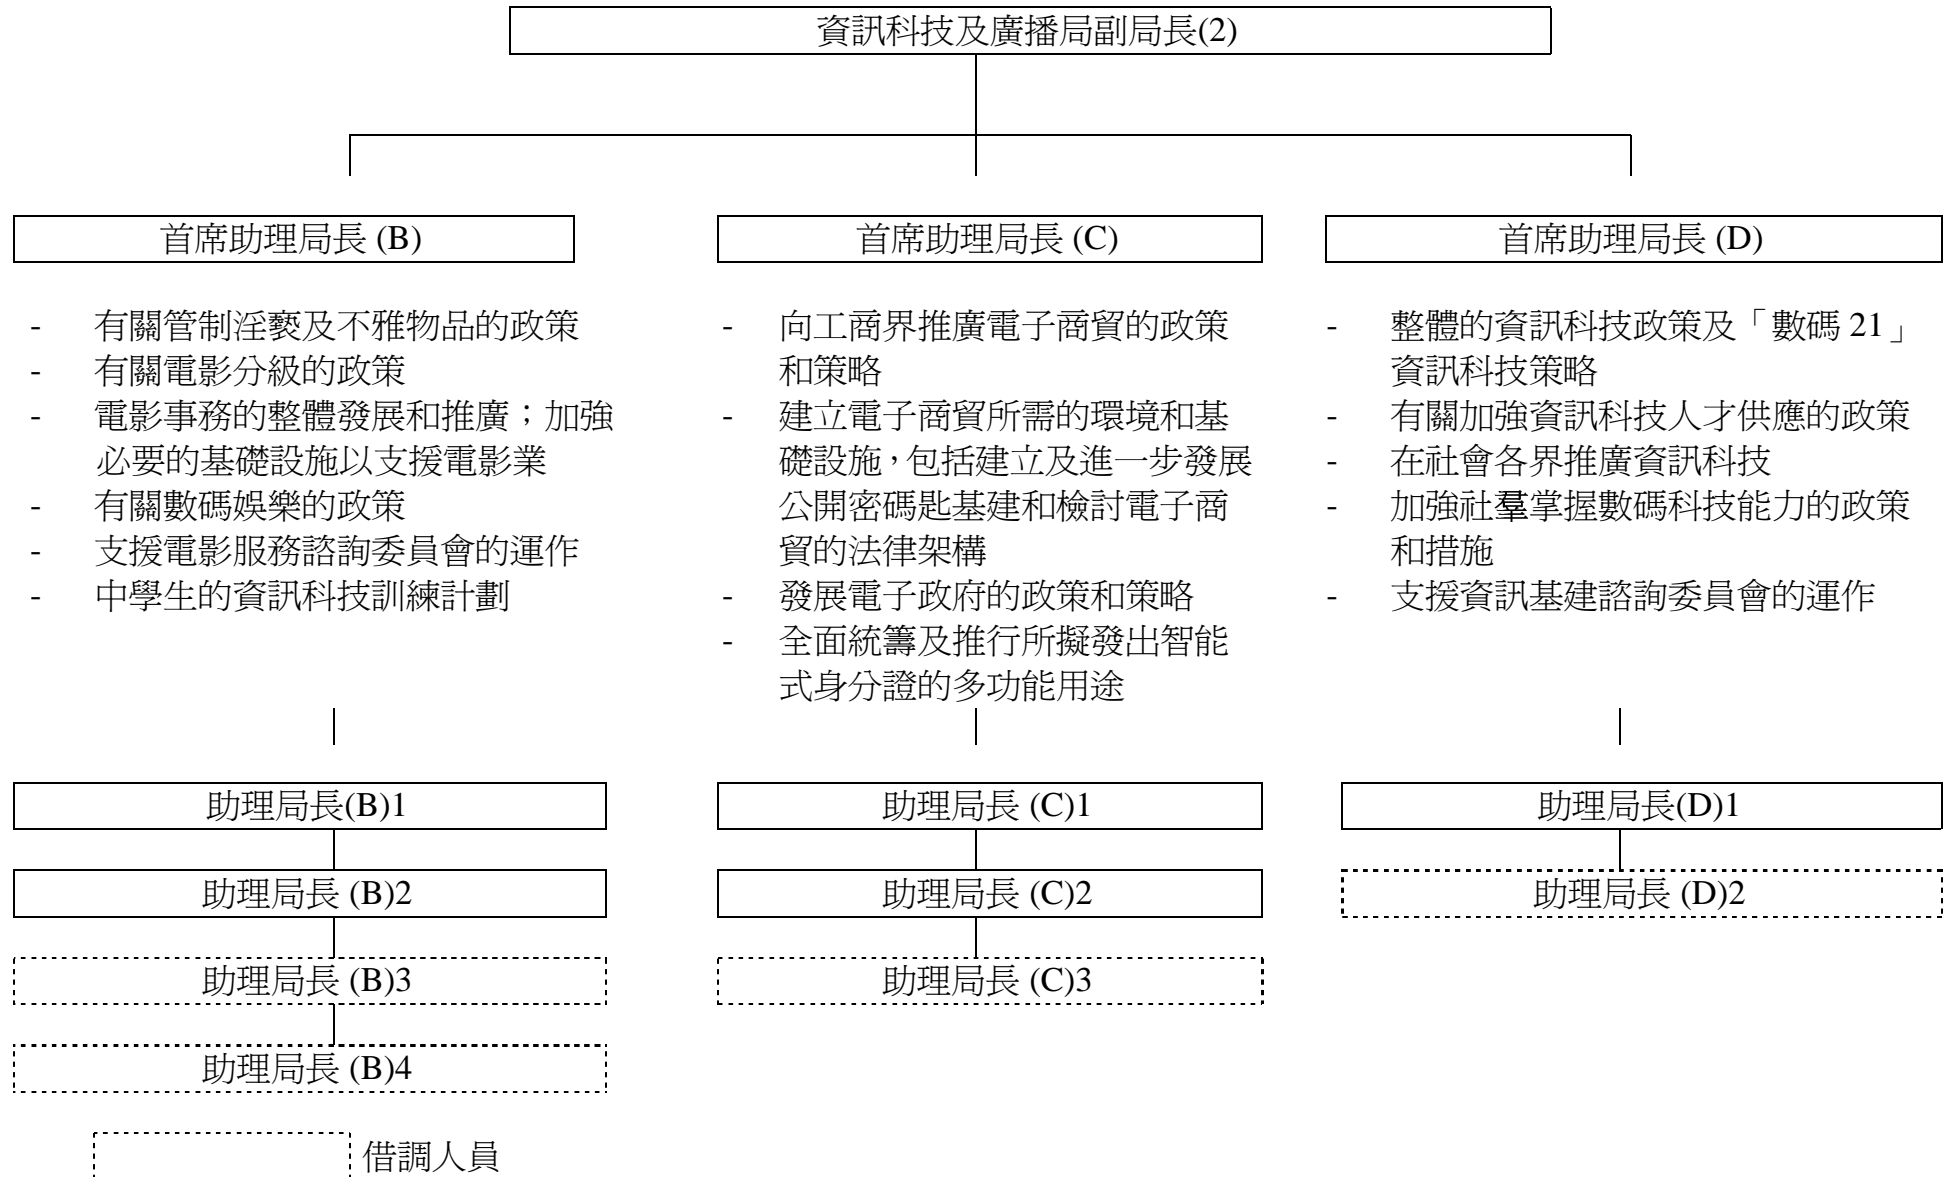 資訊科技及廣播局副局長(2)
首席助理局長 (B)
- 有關管制淫褻及不雅物品的政策
- 有關電影分級的政策
- 電影事務的整體發展和推廣；加強
必要的基礎設施以支援電影業
- 有關數碼娛樂的政策
- 支援電影服務諮詢委員會的運作
- 中學生的資訊科技訓練計劃
助理局長(B)1
助理局長 (B)2
助理局長 (B)3
助理局長 (B)4
首席助理局長 (C)
- 向工商界推廣電子商貿的政策
和策略
- 建立電子商貿所需的環境和基
礎設施，包括建立及進一步發展
公開密碼匙基建和檢討電子商
貿的法律架構
- 發展電子政府的政策和策略
- 全面統籌及推行所擬發出智能
式身分證的多功能用途
助理局長 (C)1
助理局長 (C)2
助理局長 (C)3
首席助理局長 (D)
- 整體的資訊科技政策及「數碼 21」
資訊科技策略
- 有關加強資訊科技人才供應的政策
- 在社會各界推廣資訊科技
- 加強社羣掌握數碼科技能力的政策
和措施
- 支援資訊基建諮詢委員會的運作
助理局長(D)1
助理局長 (D)2
借調人員